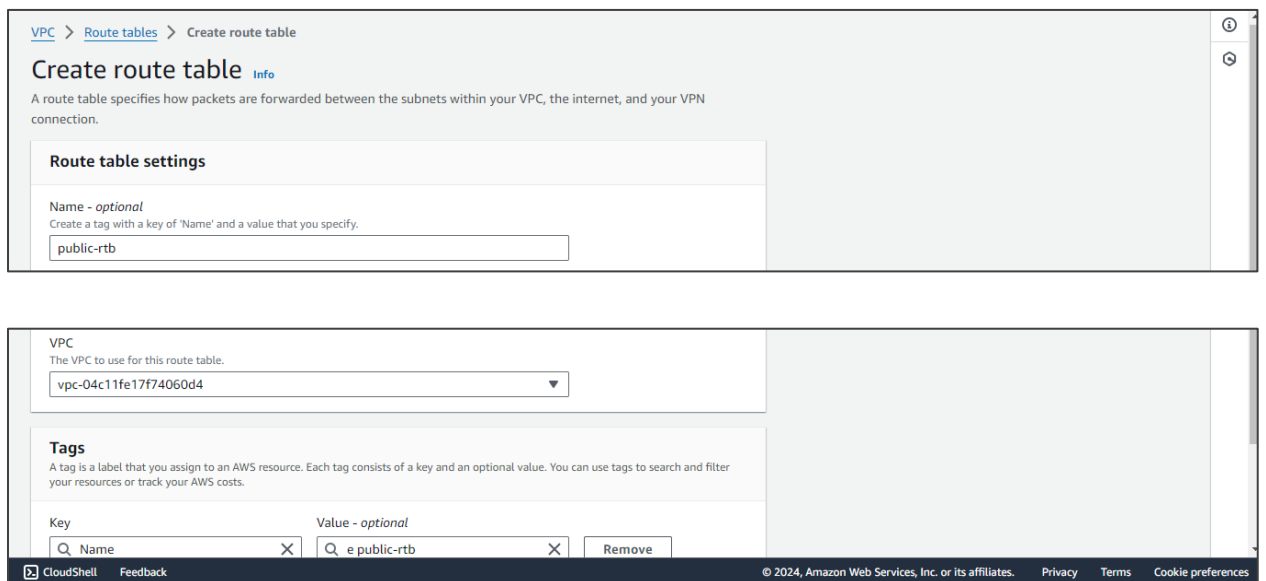 VPC > Route tables > Create route table
Create route table Info
A route table specifies how packets are forwarded between the subnets within your VPC, the internet, and your VPN
connection.
Route table settings
Name - optional
Create a tag with a key of 'Name' and a value that you specify.
public-rtb
VPC
The VPC to use for this route table.
vpc-04c11fe17f74060d4
Tags
A tag is a label that you assign to an AWS resource. Each tag consists of a key and an optional value. You can use tags to search and filter
your resources or track your AWS costs.
Key Value - optional
Name e public-rtb Remove
CloudShell Feedback © 2024, Amazon Web Services, Inc. or its affiliates. Privacy Terms Cookie preferences